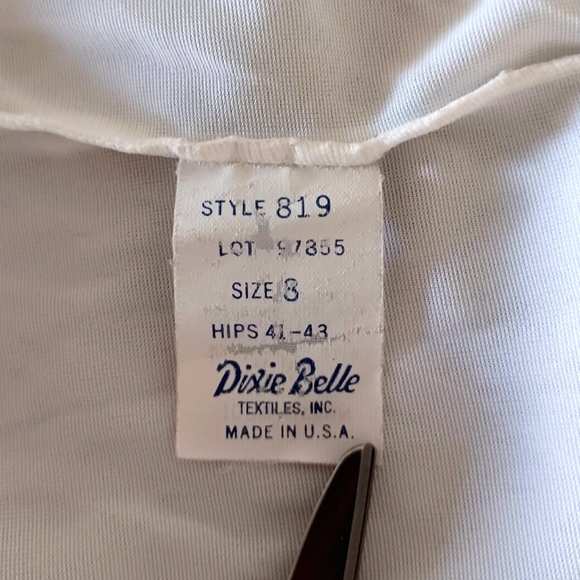 STYLE 819
LOT 97855
SIZE 8
HIPS 41-43
Dixie Belle
TEXTILES, INC.
MADE IN U.S.A.